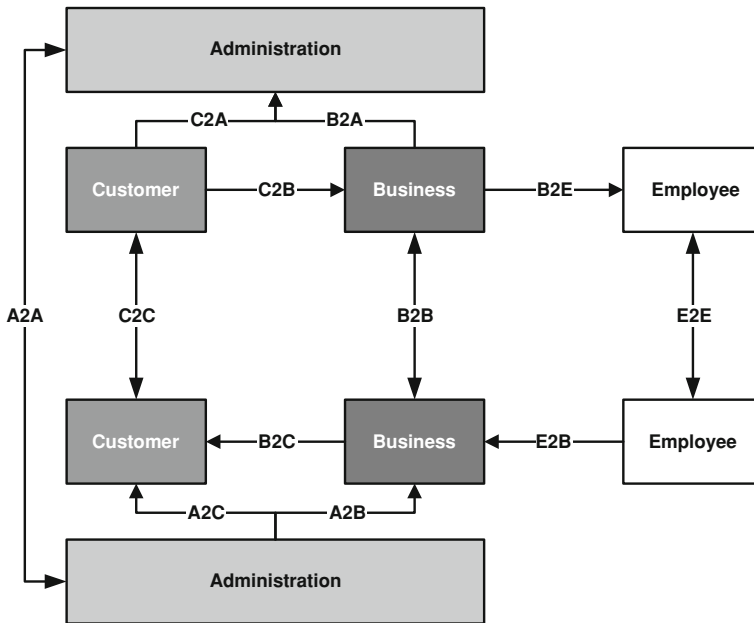 Administration
C2A
B2A
Customer
C2B
Business
B2E
Employee
A2A
C2C
B2B
E2E
Customer
B2C
Business
E2B
Employee
A2C
A2B
Administration